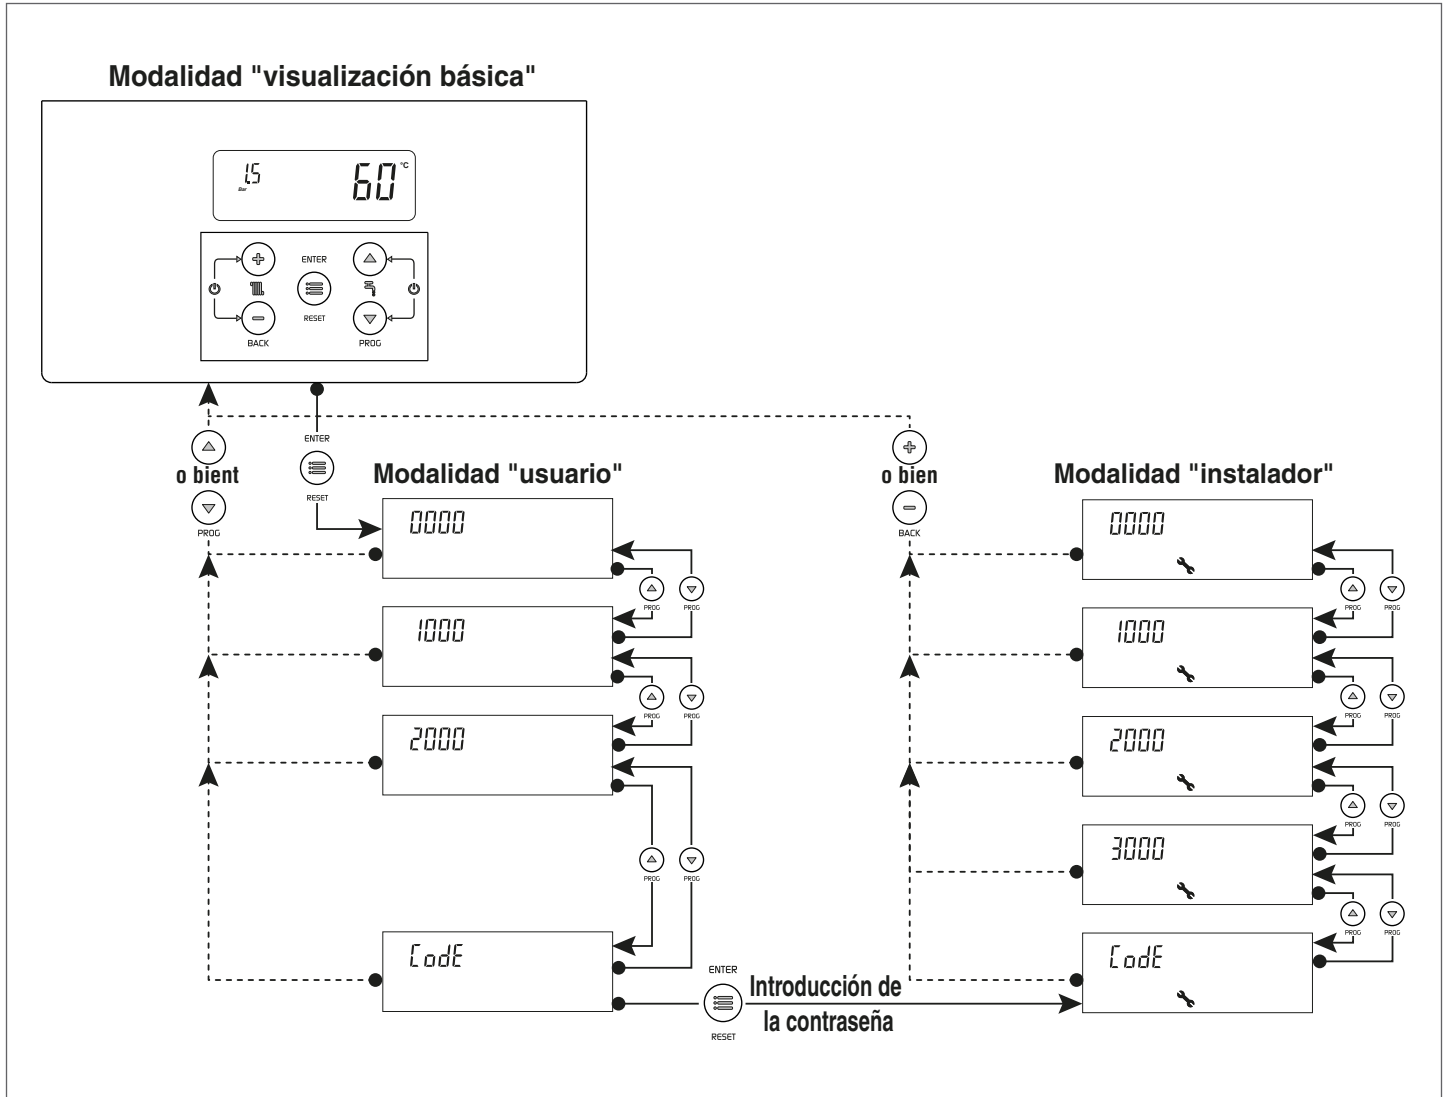 Modalidad "visualización básica"
1.5
Bar
60 °C
ENTER
RESET
BACK
PROG
ENTER
RESET
o bient
PROG
o bien
BACK
Modalidad "usuario"
0000
PROG PROG
1000
PROG PROG
2000
PROG PROG
CodE
ENTER
RESET
Introducción de
la contraseña
Modalidad "instalador"
0000
PROG PROG
1000
PROG PROG
2000
PROG PROG
3000
PROG PROG
CodE